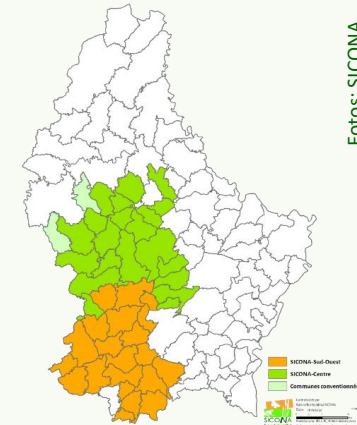 Fotos: SICONA
SICONA-Sud-Ouest
SICONA-Centre
Communes conventionné
SICONA